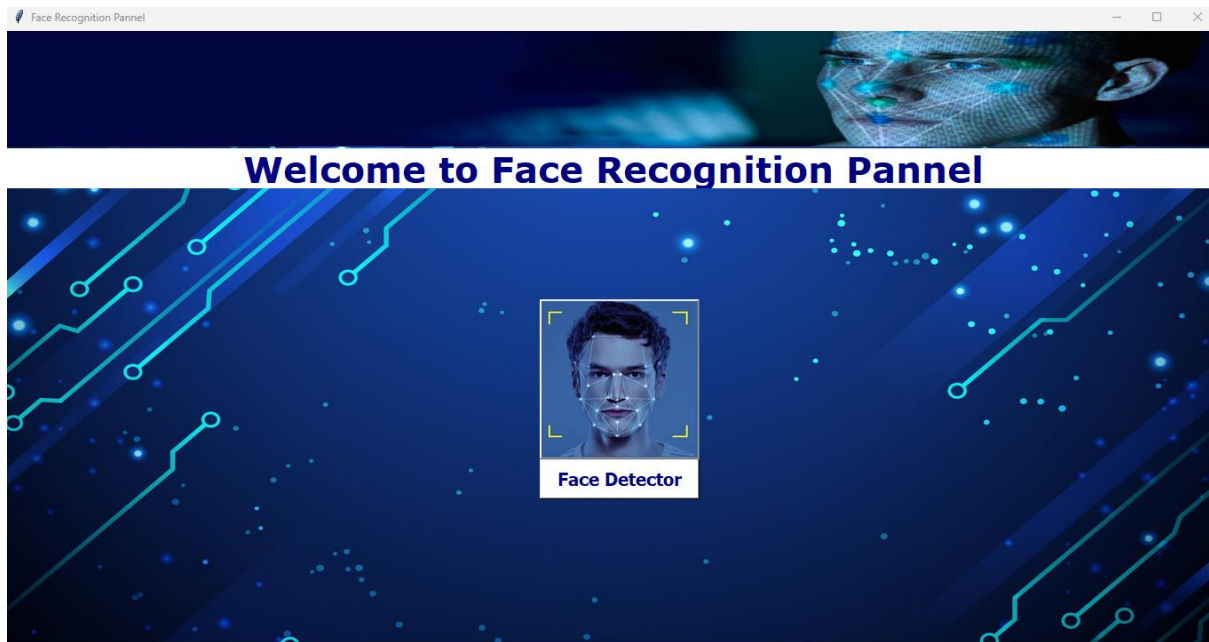 Face Recognition Pannel
Welcome to Face Recognition Pannel
Face Detector